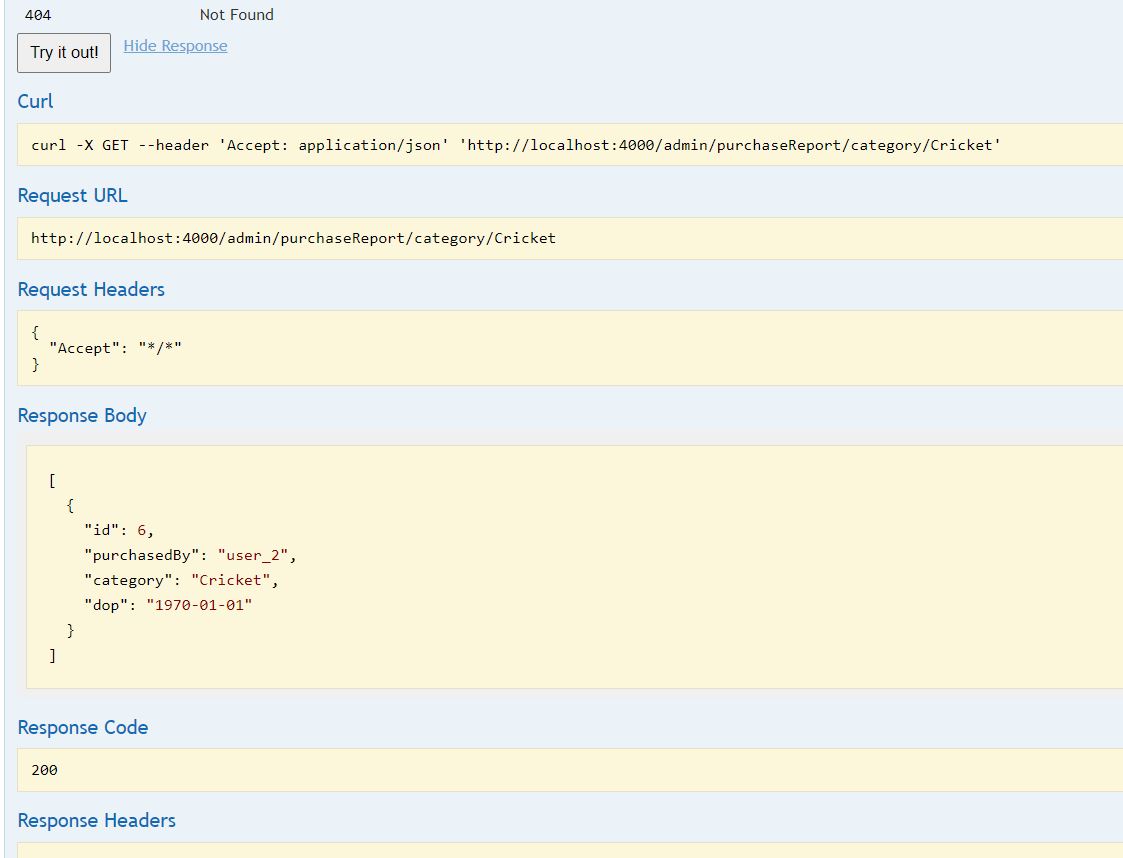 404 Not Found
Try it out! Hide Response
Curl
curl -X GET --header 'Accept: application/json' 'http://localhost:4000/admin/purchaseReport/category/Cricket'
Request URL
http://localhost:4000/admin/purchaseReport/category/Cricket
Request Headers
{
  "Accept": "*/*"
}
Response Body
[
  {
    "id": 6,
    "purchasedBy": "user_2",
    "category": "Cricket",
    "dop": "1970-01-01"
  }
]
Response Code
200
Response Headers